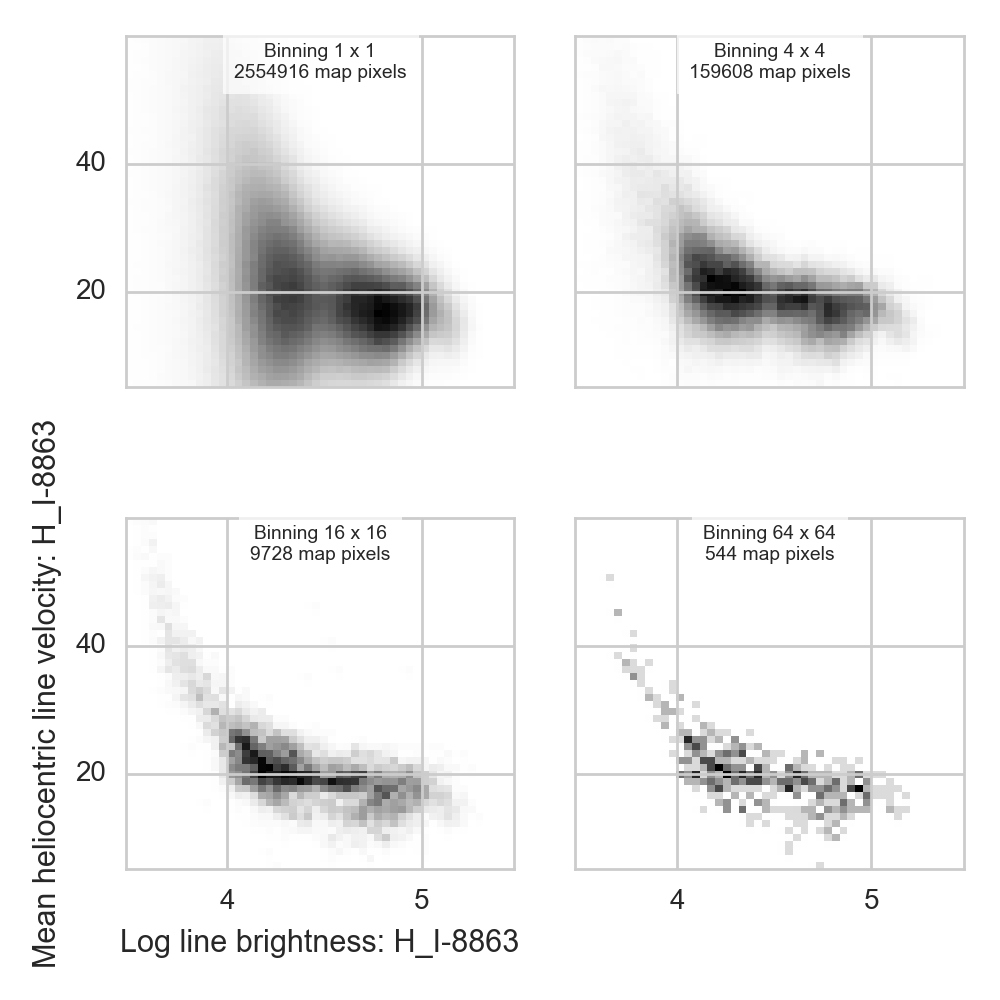 Binning 1 x 1
2554916 map pixels
Binning 4 x 4
159608 map pixels
40
20
Mean heliocentric line velocity: H_I-8863
Binning 16 x 16
9728 map pixels
Binning 64 x 64
544 map pixels
40
20
4
5
4
5
Log line brightness: H_I-8863